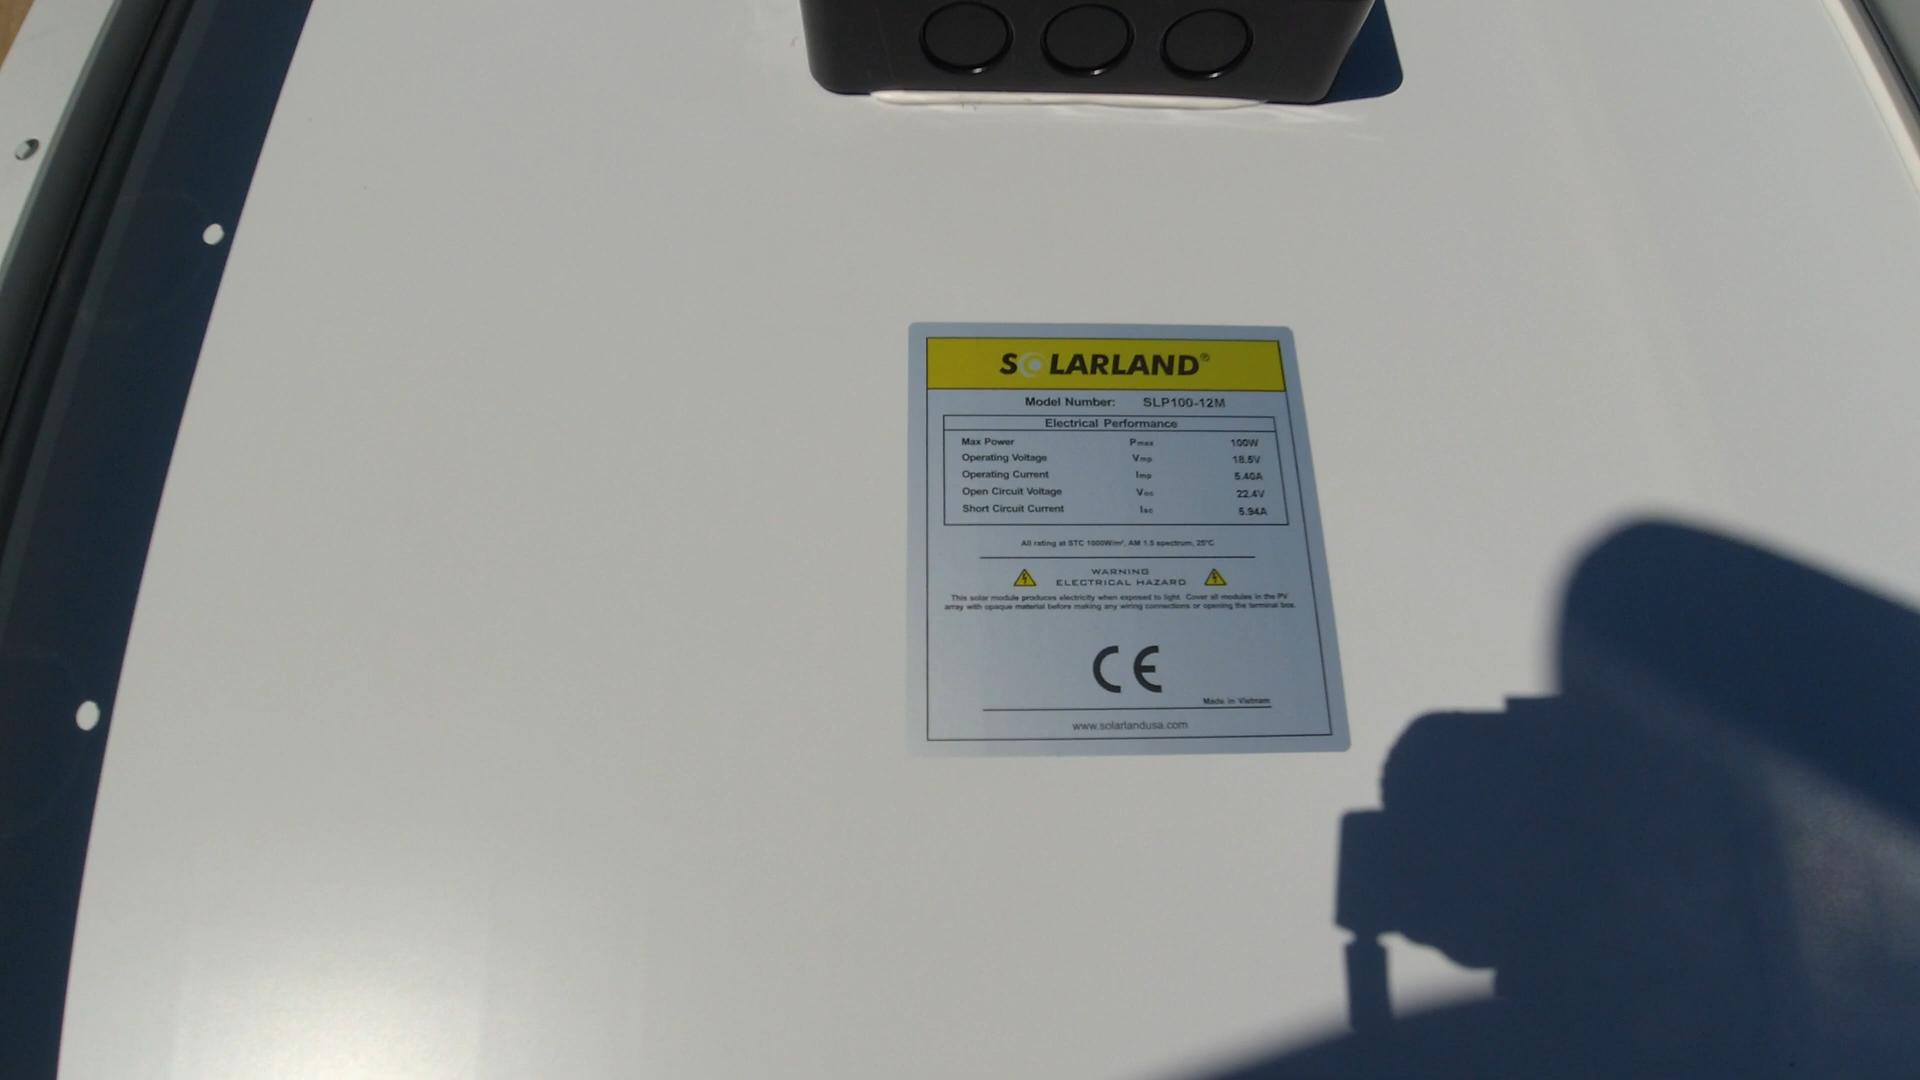 SOLARLAND®
Model Number: SLP100-12M
Electrical Performance
Max Power Pmax 100W
Operating Voltage Vmp 18.5V
Operating Current Imp 5.40A
Open Circuit Voltage Voc 22.4V
Short Circuit Current Isc 5.94A
All rating at STC 1000W/m², AM 1.5 spectrum, 25°C
WARNING
ELECTRICAL HAZARD
This solar module produces electricity when exposed to light. Cover all modules in the PV
array with opaque material before making any wiring connections or opening the terminal box.
CE
Made in Vietnam
www.solarlandusa.com